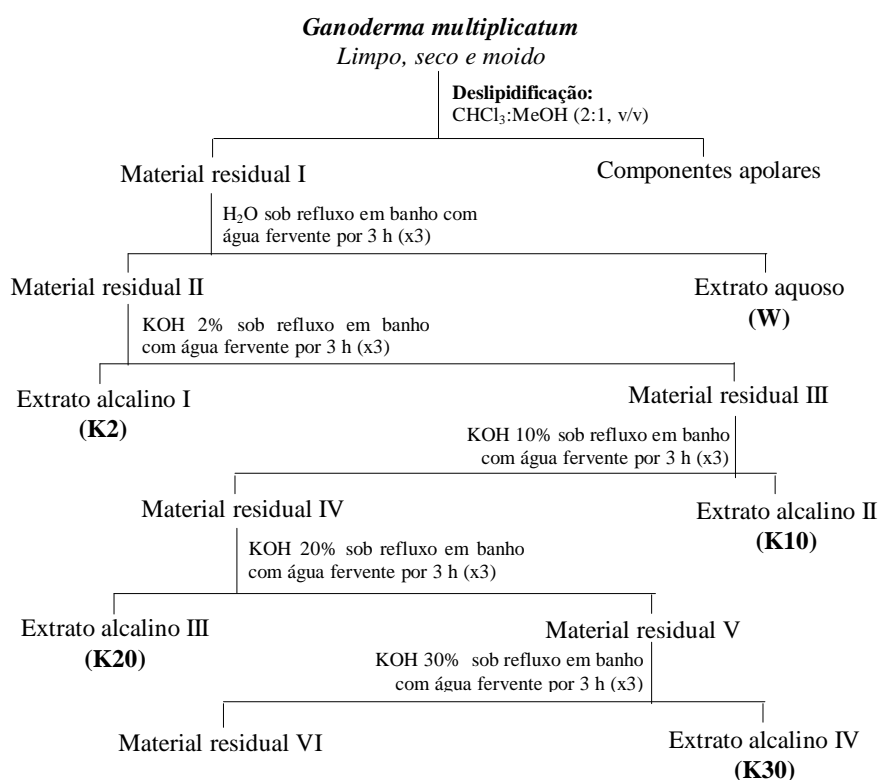 Ganoderma multiplicatum
Limpo, seco e moido
Deslipidificação:
CHCl₃:MeOH (2:1, v/v)
Material residual I
Componentes apolares
H₂O sob refluxo em banho com
água fervente por 3 h (x3)
Material residual II
Extrato aquoso
(W)
KOH 2% sob refluxo em banho
com água fervente por 3 h (x3)
Extrato alcalino I
(K2)
Material residual III
KOH 10% sob refluxo em banho
com água fervente por 3 h (x3)
Material residual IV
Extrato alcalino II
(K10)
KOH 20% sob refluxo em banho
com água fervente por 3 h (x3)
Extrato alcalino III
(K20)
Material residual V
KOH 30% sob refluxo em banho
com água fervente por 3 h (x3)
Material residual VI
Extrato alcalino IV
(K30)